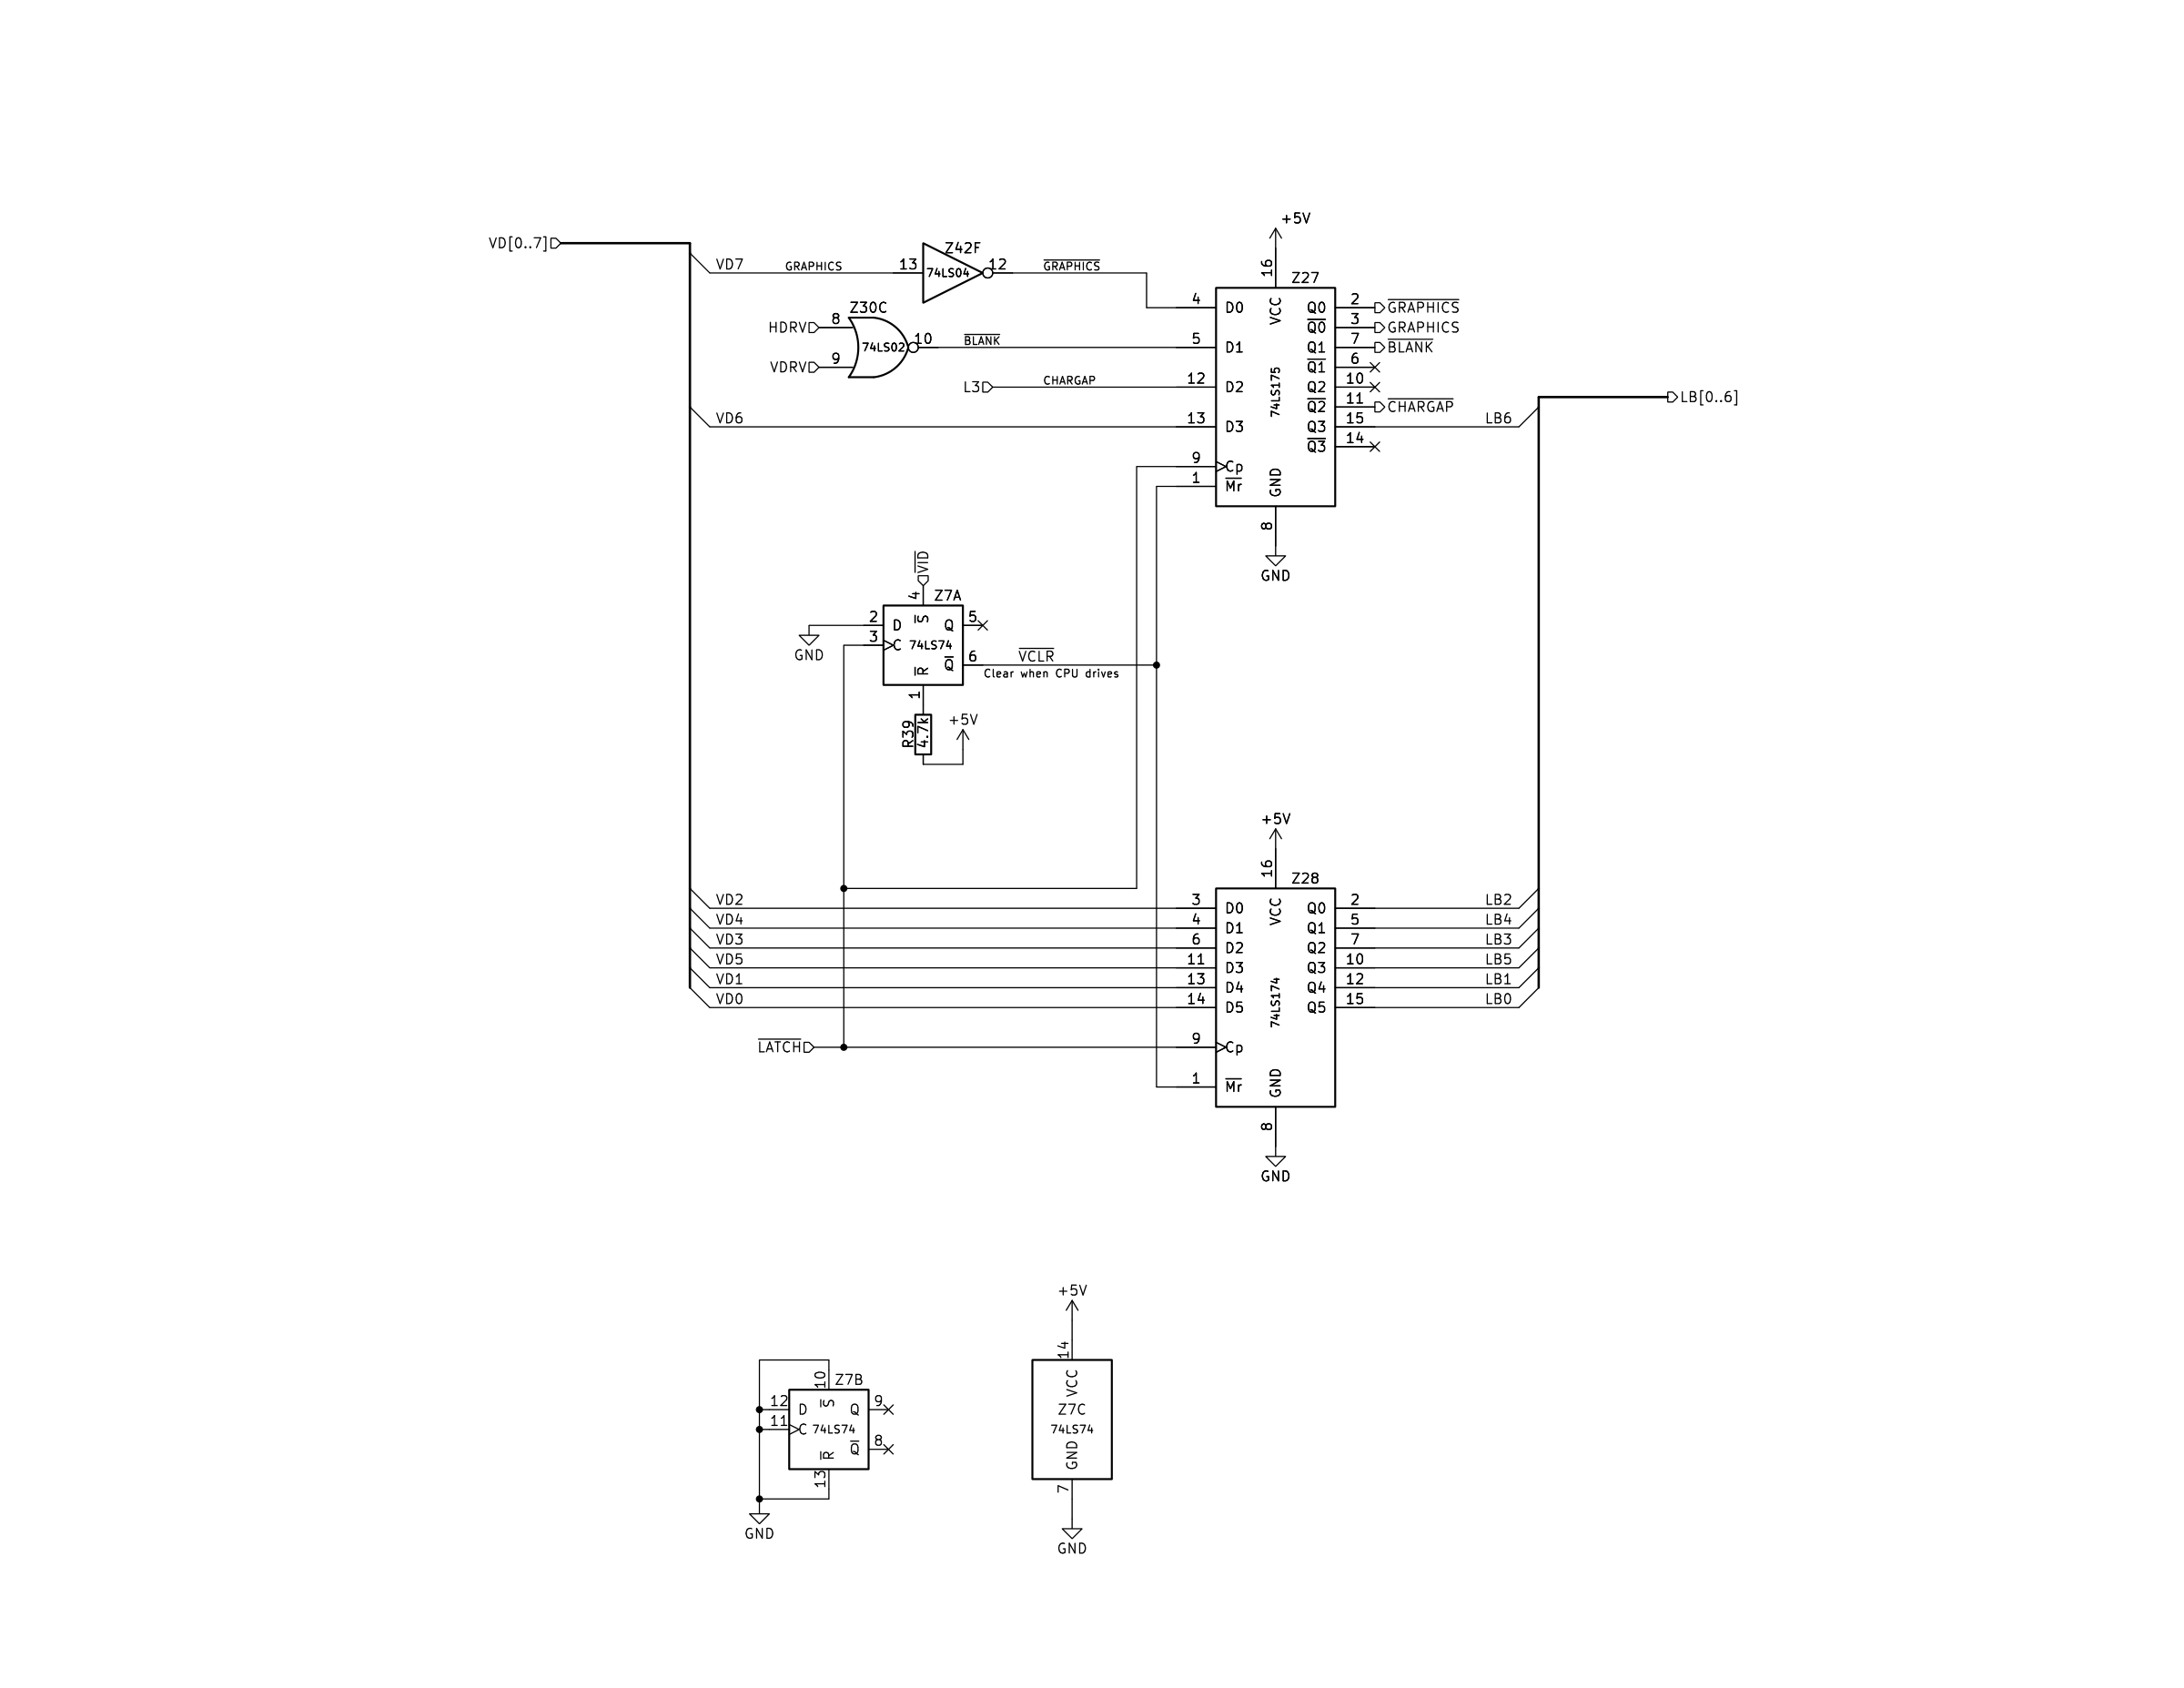 +5V
VD[0..7]
VD7
GRAPHICS
13
Z42F
74LS04
12
GRAPHICS
16
Z27
Z30C
HDRV
8
74LS02
10
BLANK
VDRV
9
L3
CHARGAP
VD6
4
D0
5
D1
12
D2
13
D3
9
Cp
1
Mr
VCC
74LS175
GND
Q0
2
GRAPHICS
Q0
3
GRAPHICS
Q1
7
BLANK
Q1
6
Q2
10
Q2
11
CHARGAP
Q3
15
LB6
Q3
14
LB[0..6]
8
GND
VID
4
Z7A
2
D
S
Q
5
3
C
74LS74
GND
R
Q
6
VCLR
Clear when CPU drives
1
R39
4.7k
+5V
+5V
16
Z28
VD2
3
D0
VCC
Q0
2
LB2
VD4
4
D1
Q1
5
LB4
VD3
6
D2
Q2
7
LB3
VD5
11
D3
Q3
10
LB5
VD1
13
D4
74LS174
Q4
12
LB1
VD0
14
D5
Q5
15
LB0
LATCH
9
Cp
1
Mr
GND
8
GND
+5V
14
VCC
Z7C
74LS74
GND
7
GND
10
Z7B
12
D
S
Q
9
11
C
74LS74
R
Q
8
13
GND